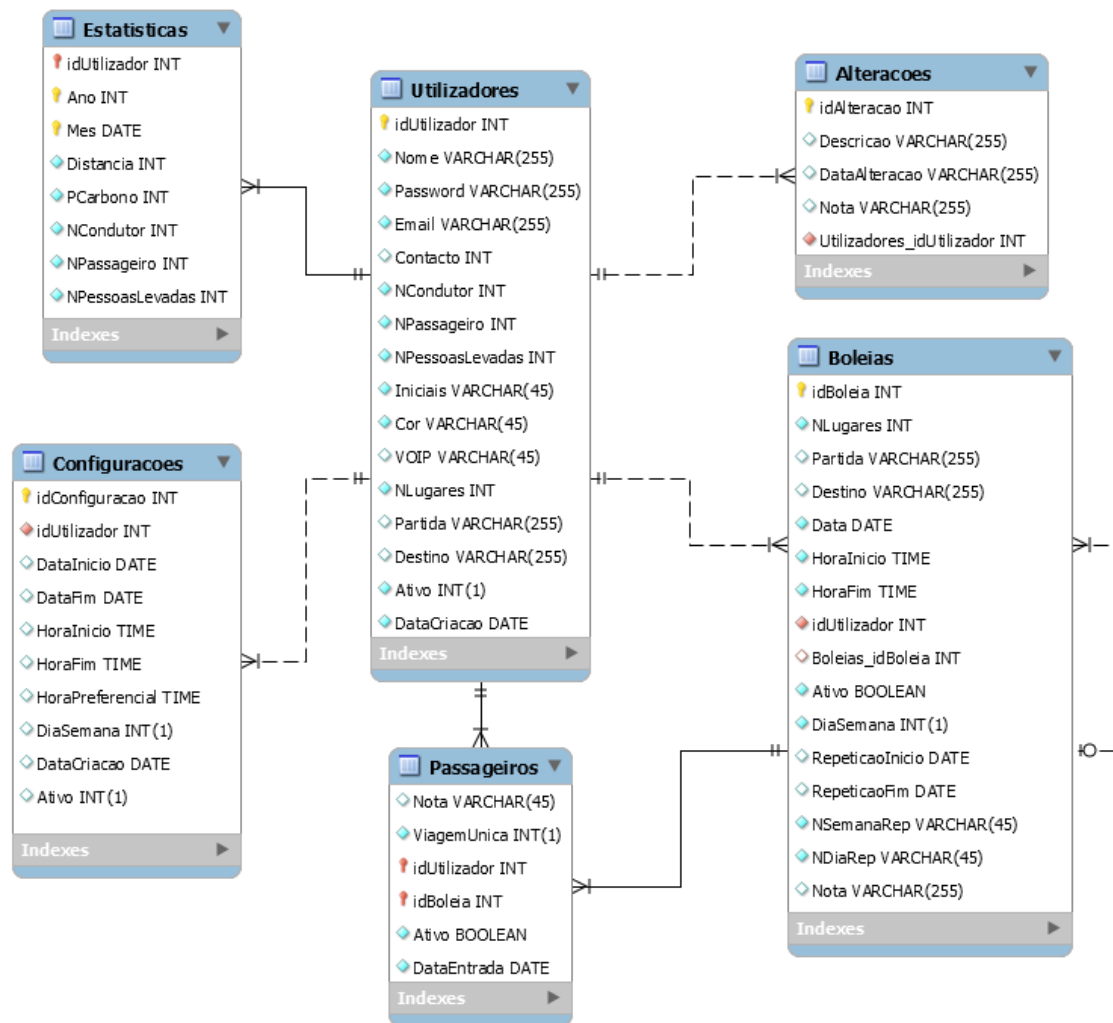 Estatisticas
idUtilizador INT
Ano INT
Mes DATE
Distancia INT
PCarbono INT
NCondutor INT
NPassageiro INT
NPessoasLevadas INT
Indexes
Utilizadores
idUtilizador INT
Nome VARCHAR(255)
Password VARCHAR(255)
Email VARCHAR(255)
Contacto INT
NCondutor INT
NPassageiro INT
NPessoasLevadas INT
Iniciais VARCHAR(45)
Cor VARCHAR(45)
VOIP VARCHAR(45)
NLugares INT
Partida VARCHAR(255)
Destino VARCHAR(255)
Ativo INT(1)
DataCriacao DATE
Indexes
Alteracoes
idAlteracao INT
Descricao VARCHAR(255)
DataAlteracao VARCHAR(255)
Nota VARCHAR(255)
Utilizadores_idUtilizador INT
Indexes
Configuracoes
idConfiguracao INT
idUtilizador INT
DataInicio DATE
DataFim DATE
HoraInicio TIME
HoraFim TIME
HoraPreferencial TIME
DiaSemana INT(1)
DataCriacao DATE
Ativo INT(1)
Indexes
Boleias
idBoleia INT
NLugares INT
Partida VARCHAR(255)
Destino VARCHAR(255)
Data DATE
HoraInicio TIME
HoraFim TIME
idUtilizador INT
Boleias_idBoleia INT
Ativo BOOLEAN
DiaSemana INT(1)
RepeticaoInicio DATE
RepeticaoFim DATE
NSemanaRep VARCHAR(45)
NDiaRep VARCHAR(45)
Nota VARCHAR(255)
Indexes
Passageiros
Nota VARCHAR(45)
ViagemUnica INT(1)
idUtilizador INT
idBoleia INT
Ativo BOOLEAN
DataEntrada DATE
Indexes